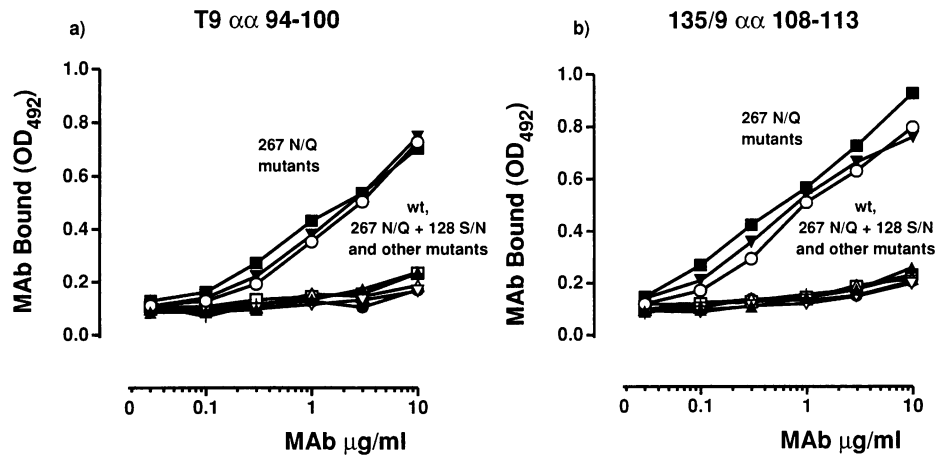 T9 αα 94-100
a)
MAb Bound (OD492)
1.0
0.8
0.6
0.4
0.2
0.0
267 N/Q
mutants
wt,
267 N/Q + 128 S/N
and other mutants
0 0.1 1 10
MAb μg/ml
135/9 αα 108-113
b)
MAb Bound (OD492)
1.0
0.8
0.6
0.4
0.2
0.0
267 N/Q
mutants
wt,
267 N/Q + 128 S/N
and other mutants
0 0.1 1 10
MAb μg/ml